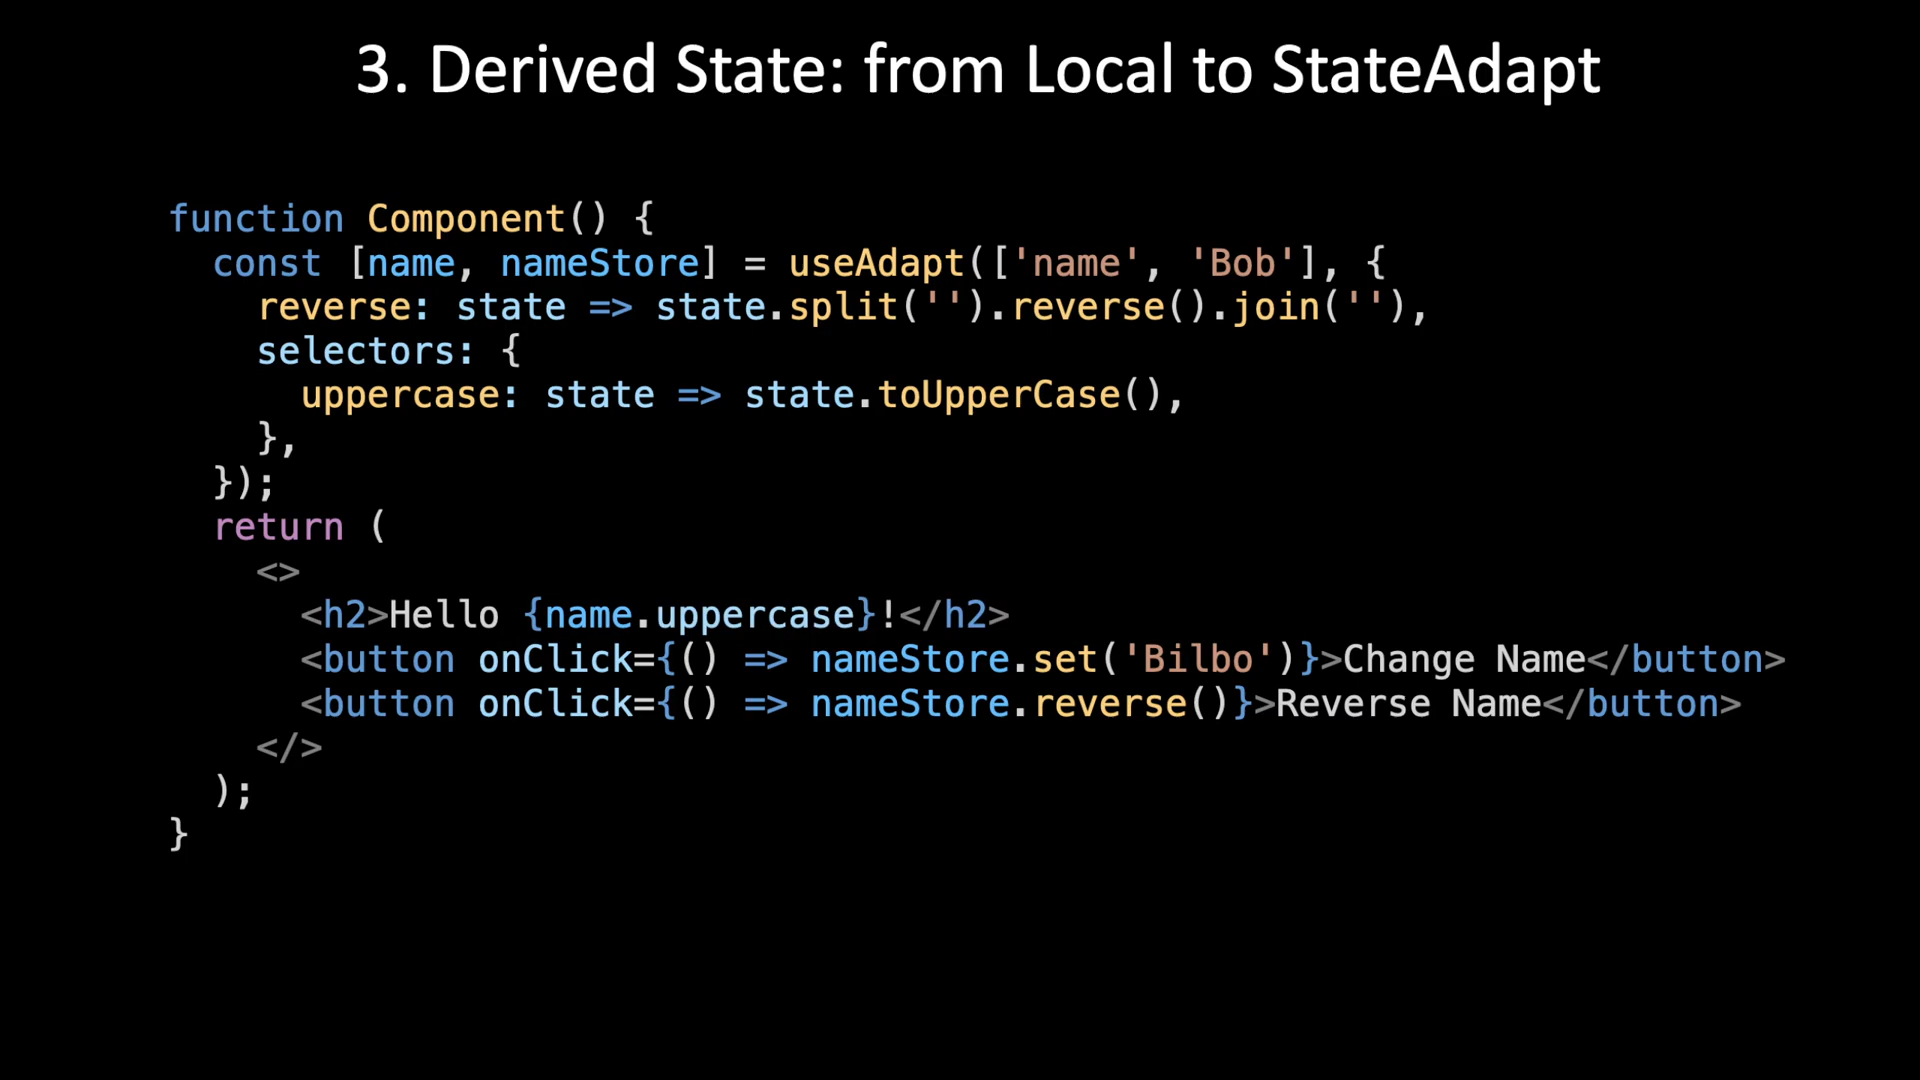 3. Derived State: from Local to StateAdapt
function Component() {
  const [name, nameStore] = useAdapt(['name', 'Bob'], {
    reverse: state => state.split('').reverse().join(''),
    selectors: {
      uppercase: state => state.toUpperCase(),
    },
  });
  return (
    <>
      <h2>Hello {name.uppercase}!</h2>
      <button onClick={() => nameStore.set('Bilbo')}>Change Name</button>
      <button onClick={() => nameStore.reverse()}>Reverse Name</button>
    </>
  );
}